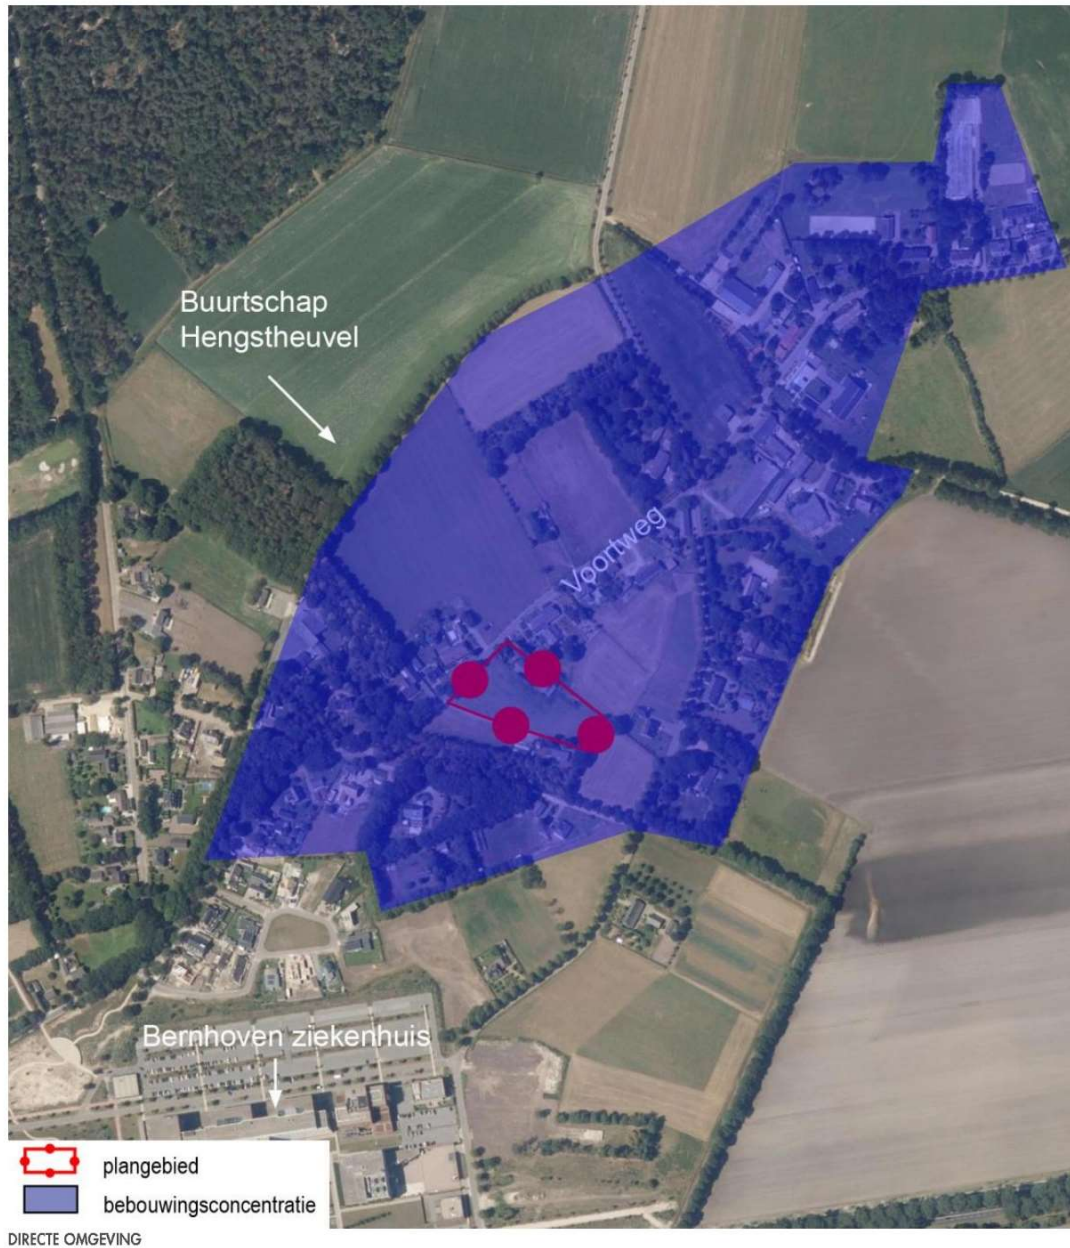 Buurtschap
Hengstheuvel
Voortweg
Bernhoven ziekenhuis
plangebied
bebouwingsconcentratie
DIRECTE OMGEVING